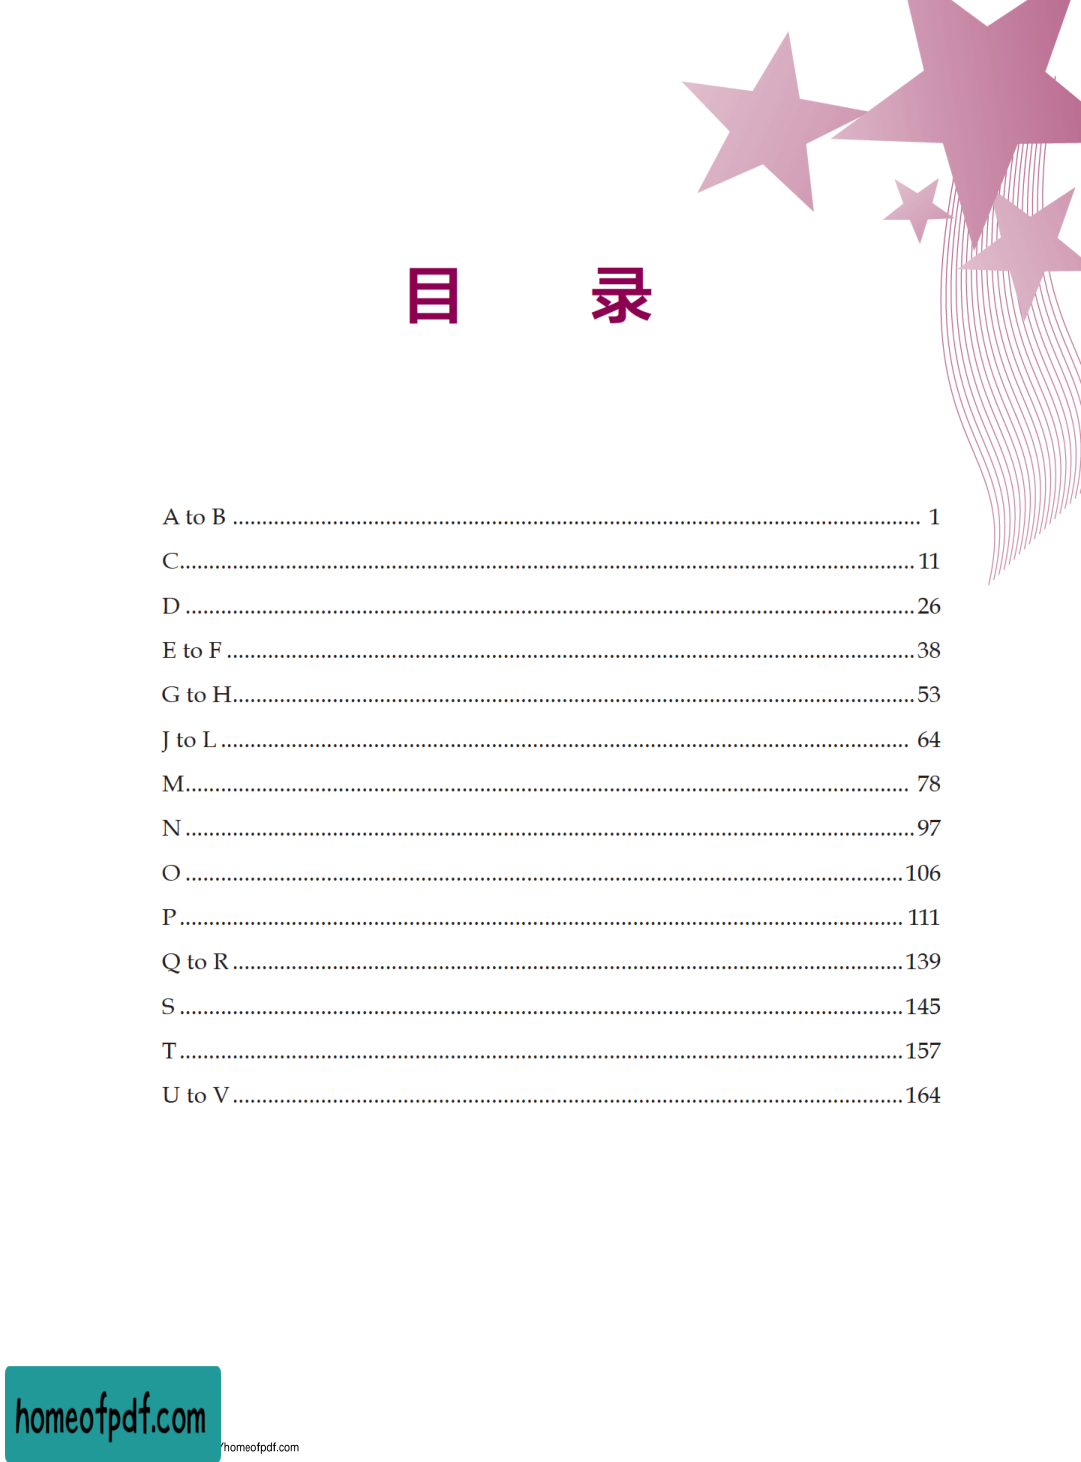 目 录
A to B ........................................................................................................................ 1
C................................................................................................................................11
D ...............................................................................................................................26
E to F ........................................................................................................................38
G to H.......................................................................................................................53
J to L ........................................................................................................................ 64
M.............................................................................................................................. 78
N ...............................................................................................................................97
O .............................................................................................................................106
P ............................................................................................................................. 111
Q to R ....................................................................................................................139
S ..............................................................................................................................145
T ..............................................................................................................................157
U to V ....................................................................................................................164
homeofpdf.com
/homeofpdf.com